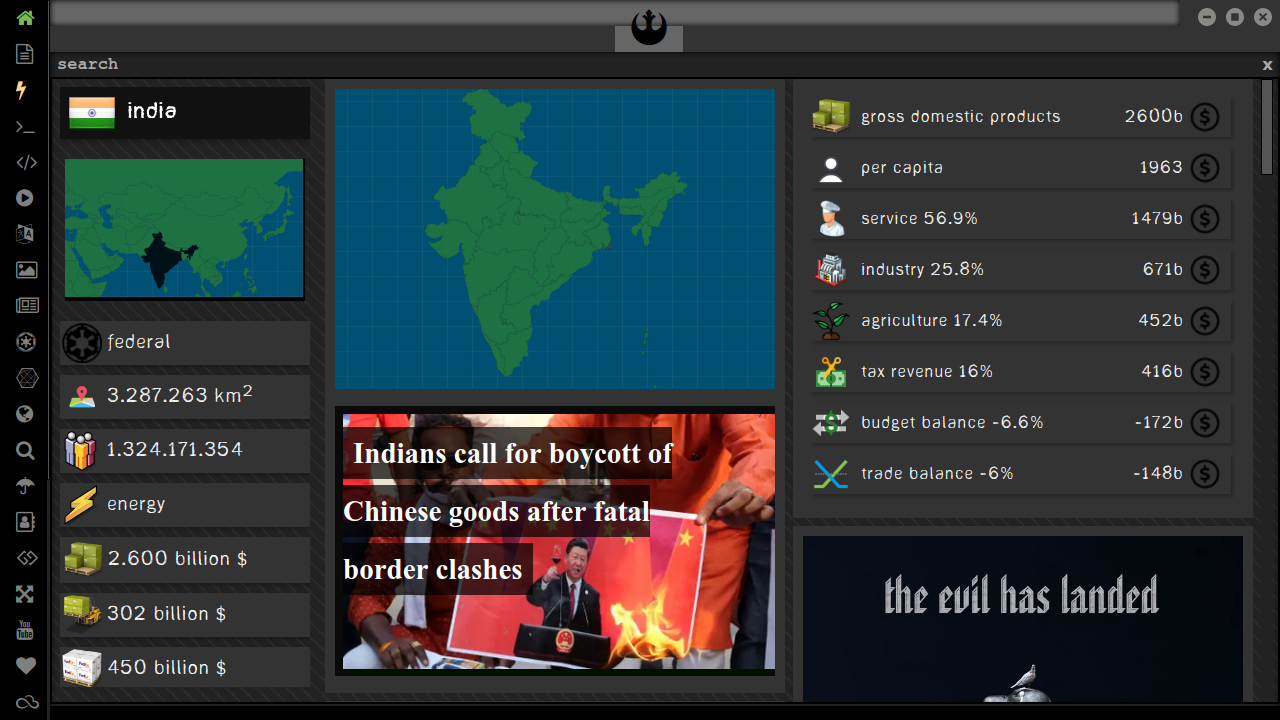 search
x
india
federal
3.287.263 km²
1.324.171.354
energy
2.600 billion $
302 billion $
450 billion $
Indians call for boycott of
Chinese goods after fatal
border clashes
gross domestic products 2600b
per capita 1963
service 56.9% 1479b
industry 25.8% 671b
agriculture 17.4% 452b
tax revenue 16% 416b
budget balance -6.6% -172b
trade balance -6% -148b
the evil has landed
You
Tube